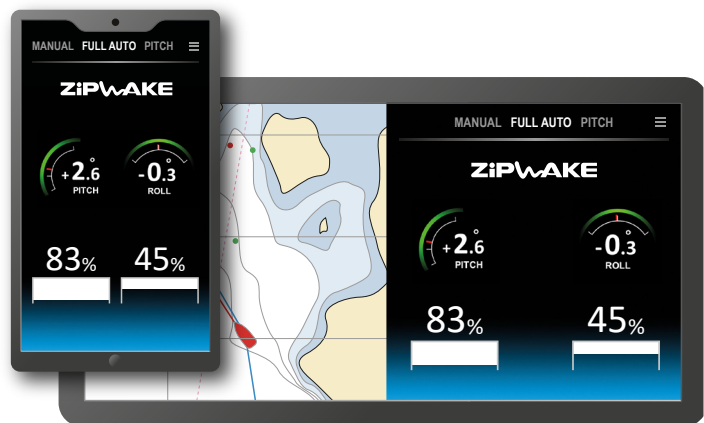 MANUAL FULL AUTO PITCH
ZiPWAKE
+2.6°
PITCH
-0.3°
ROLL
83%
45%
MANUAL FULL AUTO PITCH
ZiPWAKE
+2.6°
PITCH
-0.3°
ROLL
83%
45%